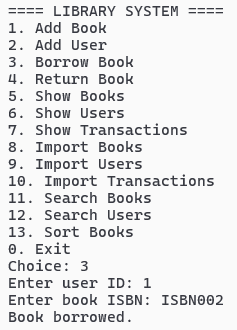 ==== LIBRARY SYSTEM ====
1. Add Book
2. Add User
3. Borrow Book
4. Return Book
5. Show Books
6. Show Users
7. Show Transactions
8. Import Books
9. Import Users
10. Import Transactions
11. Search Books
12. Search Users
13. Sort Books
0. Exit
Choice: 3
Enter user ID: 1
Enter book ISBN: ISBN002
Book borrowed.